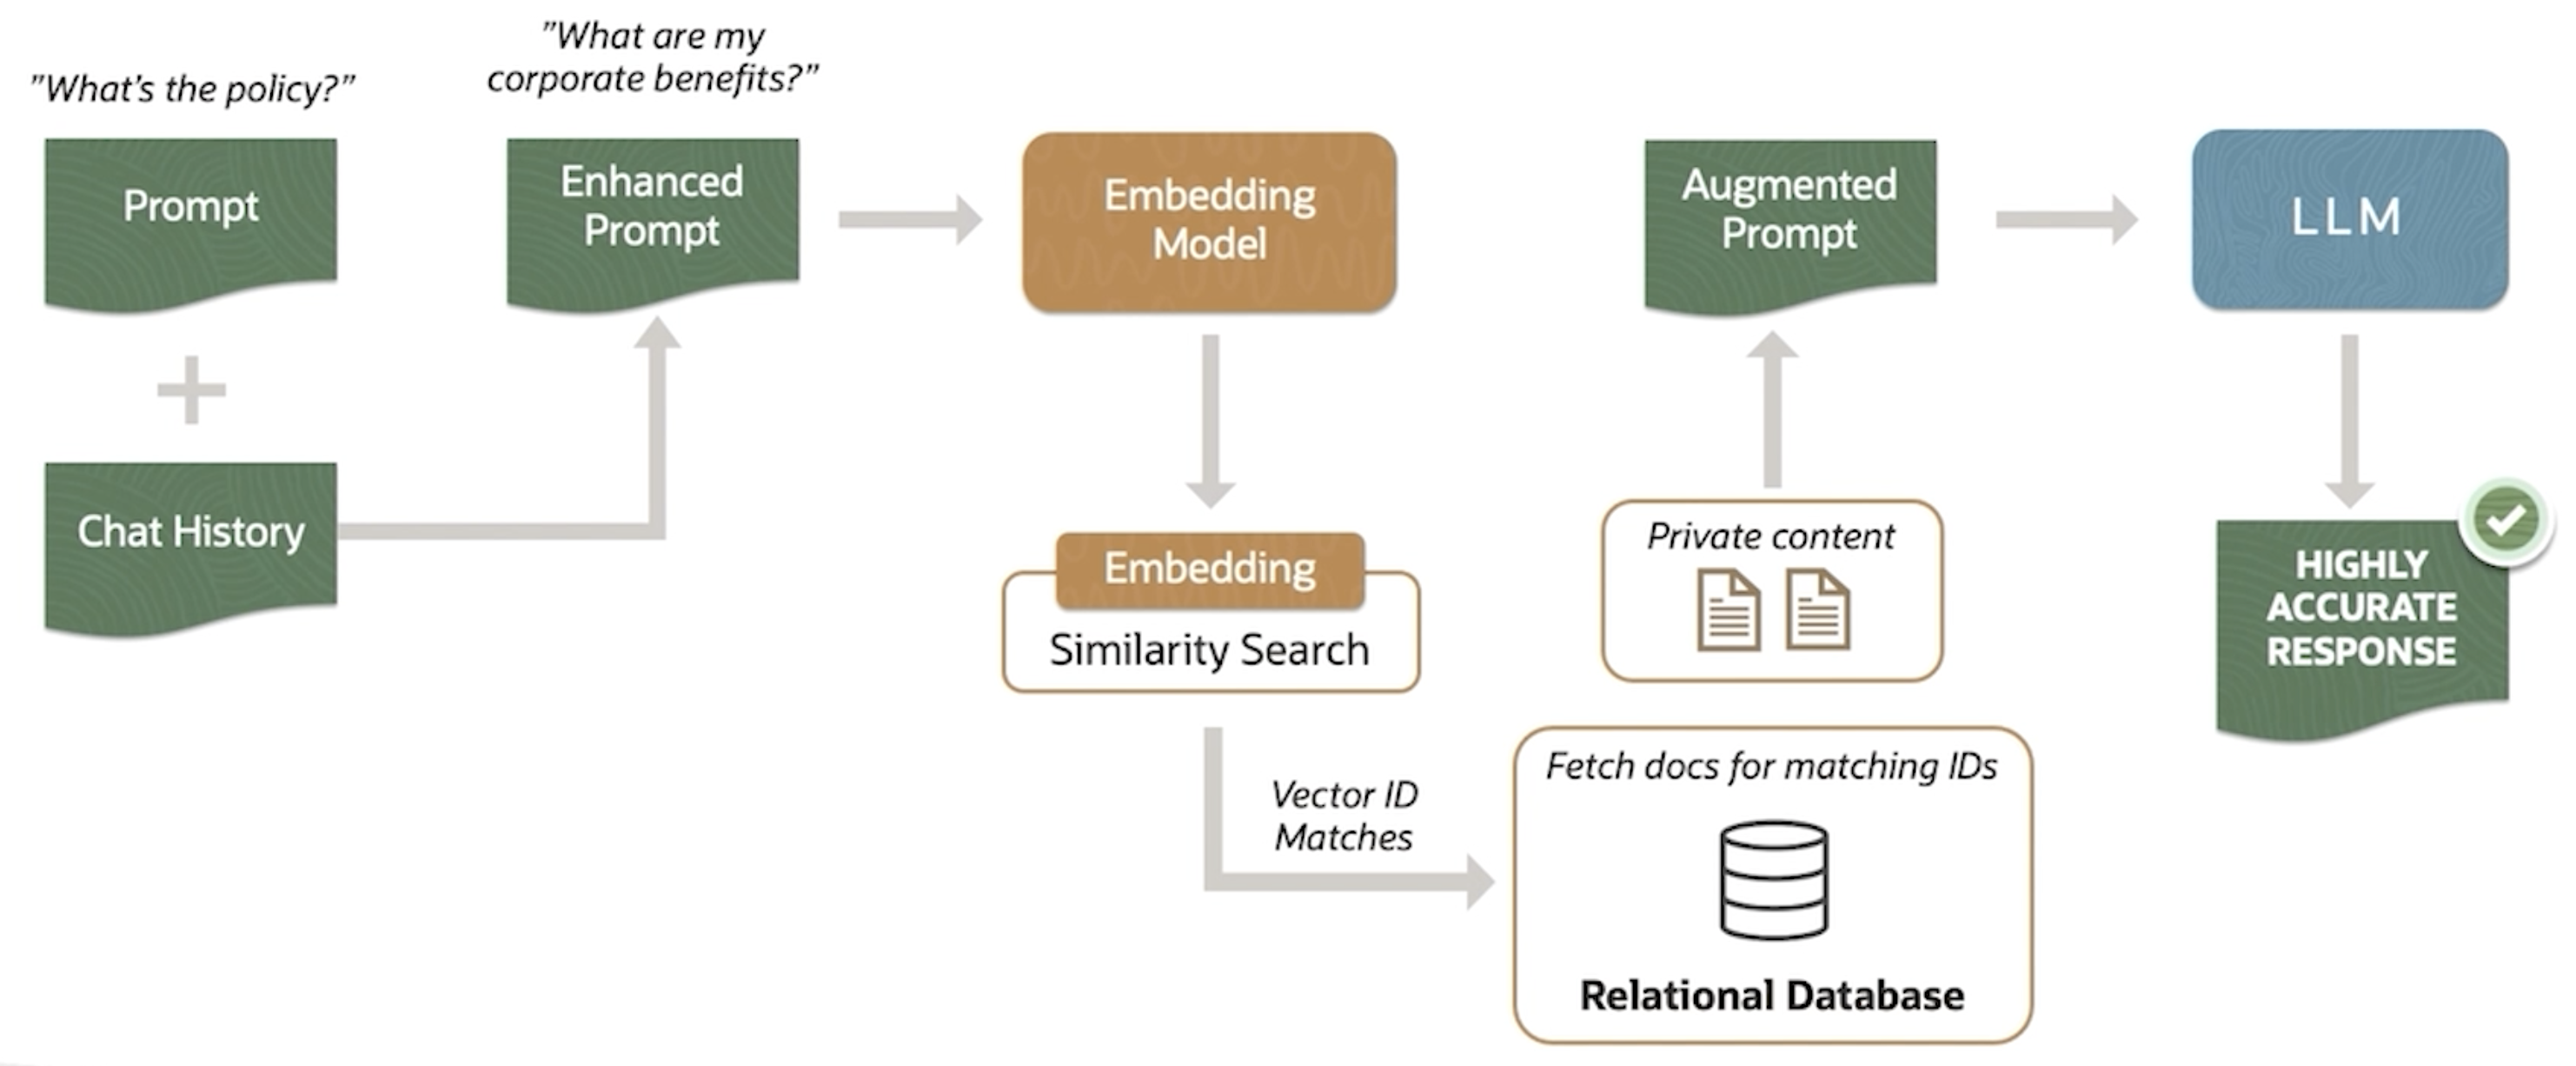 ”What’s the policy?”
Prompt
Chat History
”What are my
corporate benefits?”
Enhanced
Prompt
Embedding
Model
Embedding
Similarity Search
Vector ID
Matches
Fetch docs for matching IDs
Relational Database
Private content
Augmented
Prompt
LLM
HIGHLY
ACCURATE
RESPONSE